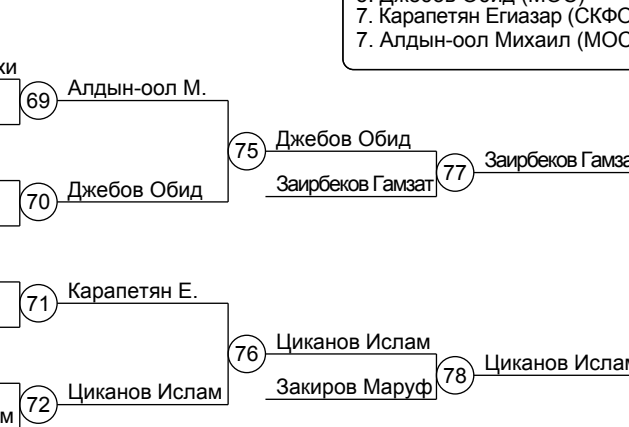 7. Карапетян Егиазар (СКФО
7. Алдын-оол Михаил (МОС
69 Алдын-оол М.
75 Джебов Обид
77 Заирбеков Гамза
70 Джебов Обид
Заирбеков Гамзат
71 Карапетян Е.
76 Циканов Ислам
78 Циканов Ислам
72 Циканов Ислам
Закиров Маруф